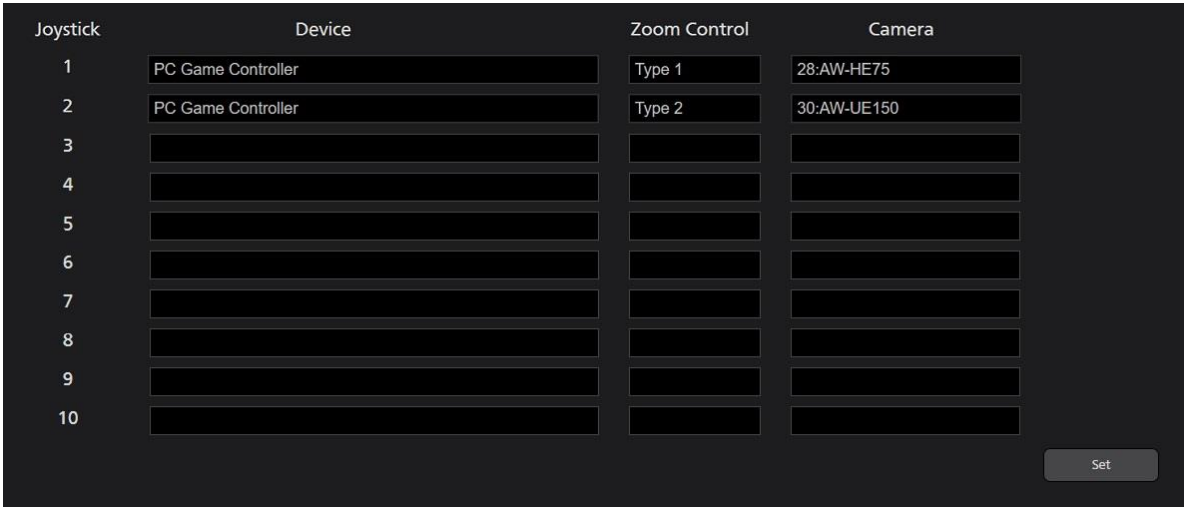 Joystick Device Zoom Control Camera
1 PC Game Controller Type 1 28:AW-HE75
2 PC Game Controller Type 2 30:AW-UE150
3
4
5
6
7
8
9
10
Set